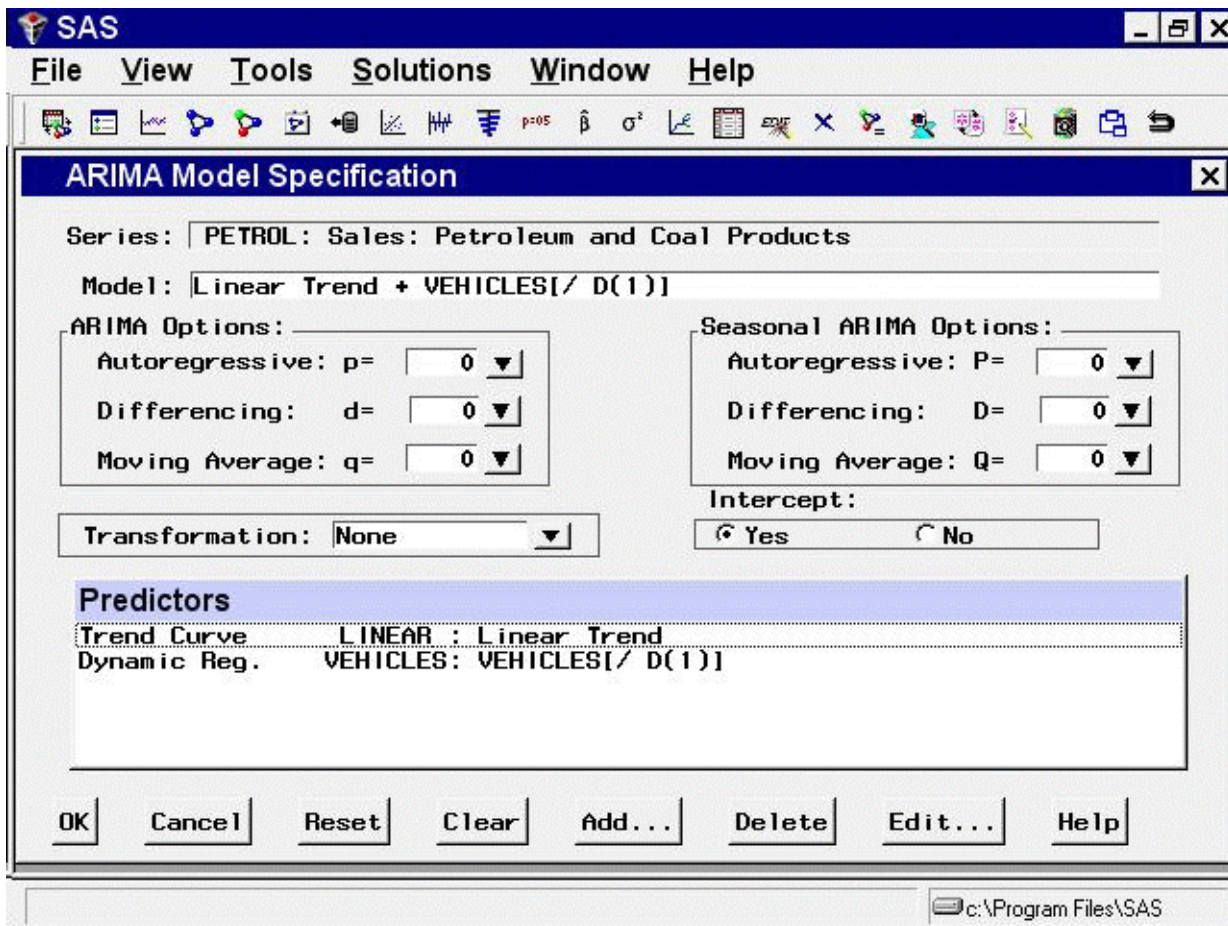 SAS
File View Tools Solutions Window Help
p=05 β̂ σ² EDIT
ARIMA Model Specification
Series: PETROL: Sales: Petroleum and Coal Products
Model: Linear Trend + VEHICLES[/ D(1)]
ARIMA Options:
Autoregressive: p= 0
Differencing: d= 0
Moving Average: q= 0
Seasonal ARIMA Options:
Autoregressive: P= 0
Differencing: D= 0
Moving Average: Q= 0
Transformation: None
Intercept:
Yes No
Predictors
Trend Curve LINEAR : Linear Trend
Dynamic Reg. VEHICLES: VEHICLES[/ D(1)]
OK Cancel Reset Clear Add... Delete Edit... Help
c:\Program Files\SAS